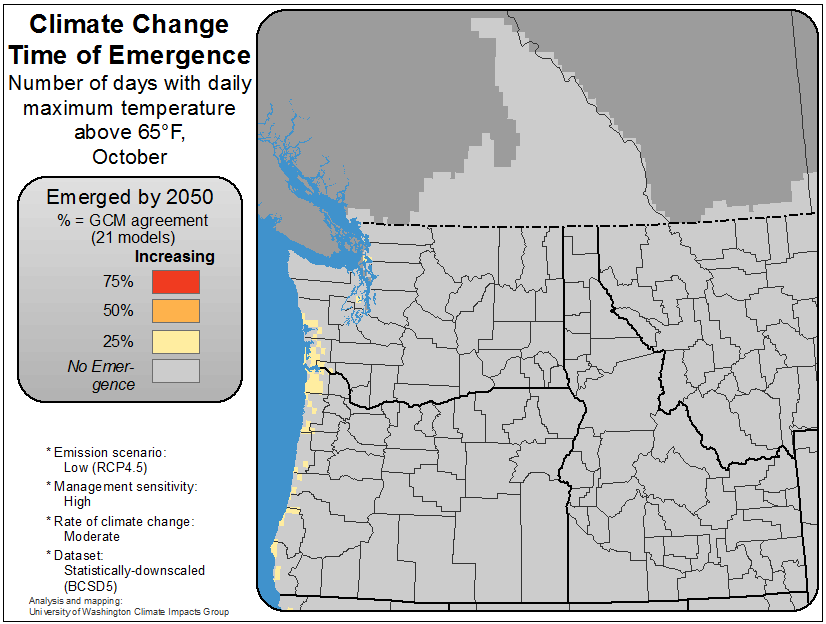 Climate Change
Time of Emergence
Number of days with daily
maximum temperature
above 65°F,
October
Emerged by 2050
% = GCM agreement
(21 models)
Increasing
75%
50%
25%
No Emer-
gence
* Emission scenario:
Low (RCP4.5)
* Management sensitivity:
High
* Rate of climate change:
Moderate
* Dataset:
Statistically-downscaled
(BCSD5)
Analysis and mapping:
University of Washington Climate Impacts Group